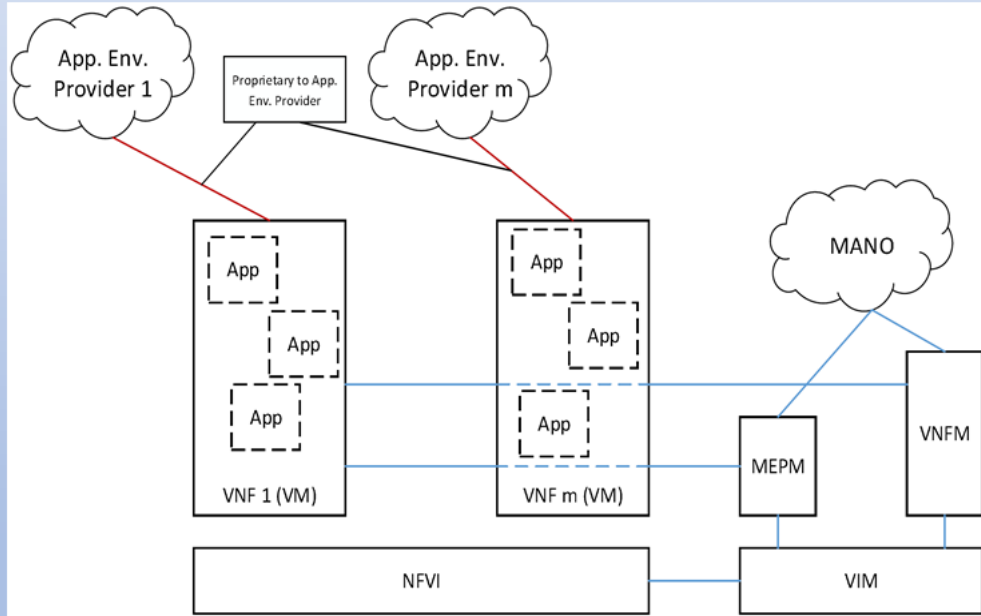 App. Env.
Provider 1
Proprietary to App.
Env. Provider
App. Env.
Provider m
MANO
App
App
App
VNF 1 (VM)
App
App
App
VNF m (VM)
MEPM
VNFM
NFVI
VIM